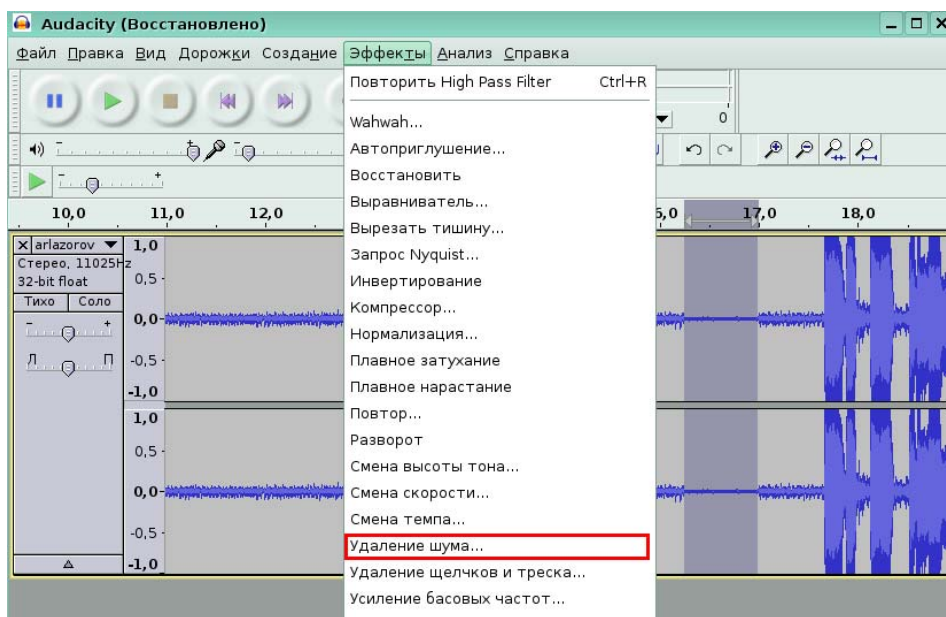 Audacity (Восстановлено)
Файл Правка Вид Дорожки Создание Эффекты Анализ Справка
Повторить High Pass Filter Ctrl+R
Wahwah...
Автоприглушение...
Восстановить
Выравниватель...
Вырезать тишину...
Запрос Nyquist...
Инвертирование
Компрессор...
Нормализация...
Плавное затухание
Плавное нарастание
Повтор...
Разворот
Смена высоты тона...
Смена скорости...
Смена темпа...
Удаление шума...
Удаление щелчков и треска...
Усиление басовых частот...
0
10,0 11,0 12,0 17,0 18,0
arlazorov
Стерео, 11025Hz
32-bit float
Тихо Соло
- +
Л П
1,0
0,5
0,0
-0,5
-1,0
1,0
0,5
0,0
-0,5
-1,0